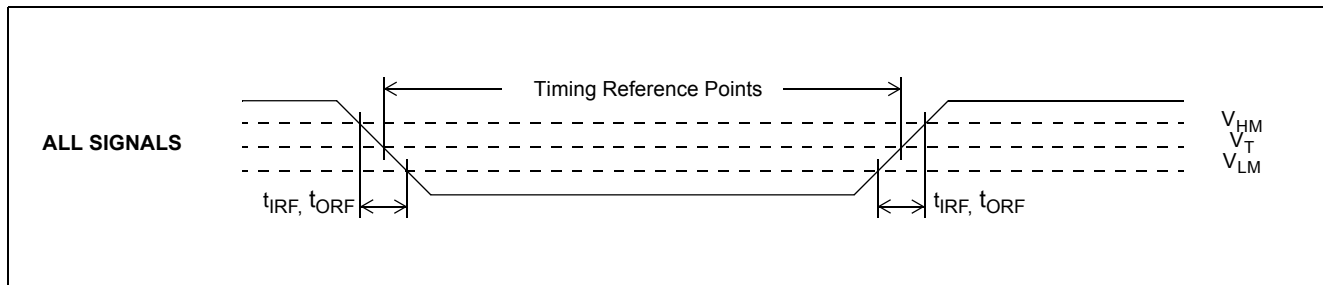 Timing Reference Points
ALL SIGNALS
V_HM
V_T
V_LM
t_IRF, t_ORF
t_IRF, t_ORF